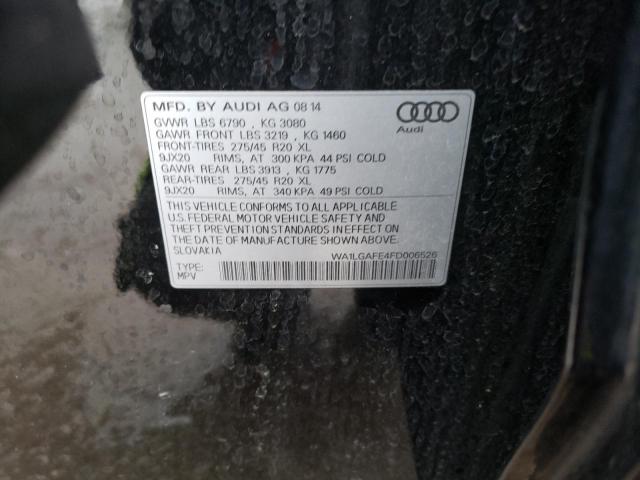 MFD. BY AUDI AG 08 14
GVWR LBS 6790 , KG 3080
GAWR FRONT LBS 3219 , KG 1460
FRONT-TIRES 275/45 R20 XL
9JX20 RIMS, AT 300 KPA 44 PSI COLD
GAWR REAR LBS 3913 , KG 1775
REAR-TIRES 275/45 R20 XL
9JX20 RIMS, AT 340 KPA 49 PSI COLD
Audi
THIS VEHICLE CONFORMS TO ALL APPLICABLE
U.S. FEDERAL MOTOR VEHICLE SAFETY AND
THEFT PREVENTION STANDARDS IN EFFECT ON
THE DATE OF MANUFACTURE SHOWN ABOVE.
SLOVAKIA
WA1LGAFE4FD006526
TYPE:
MPV